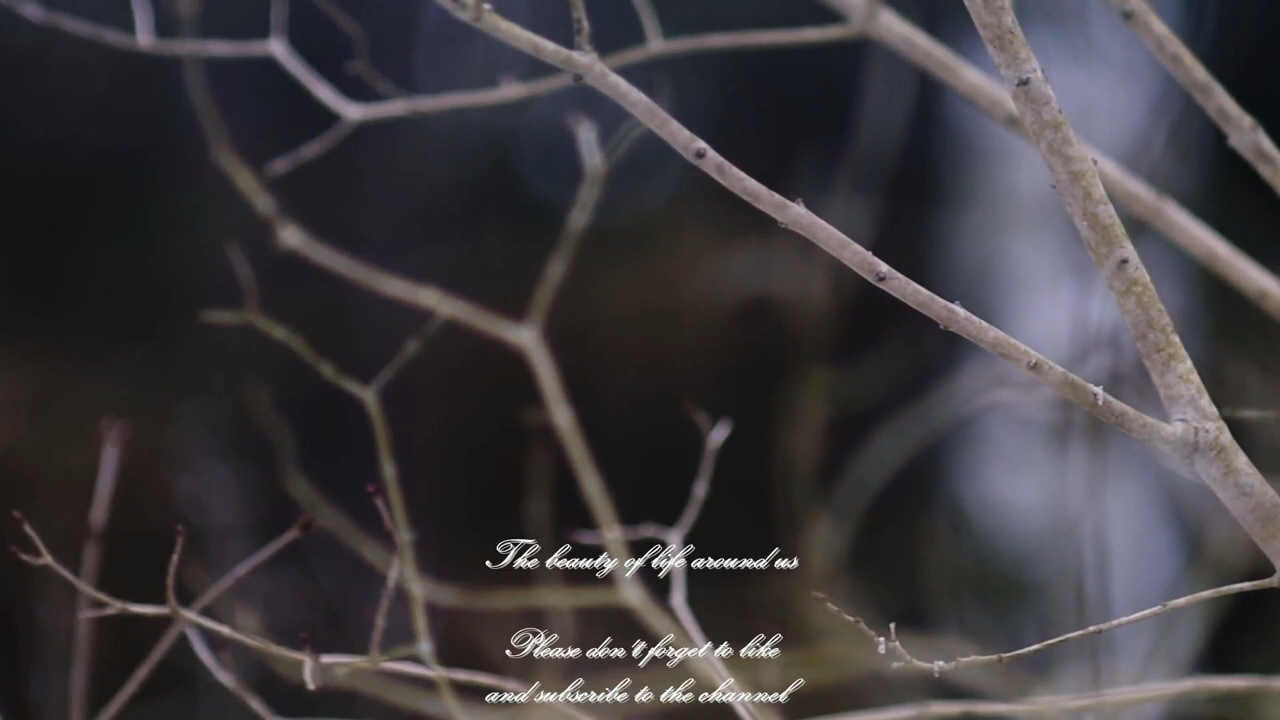 The beauty of life around us
Please don't forget to like
and subscribe to the channel